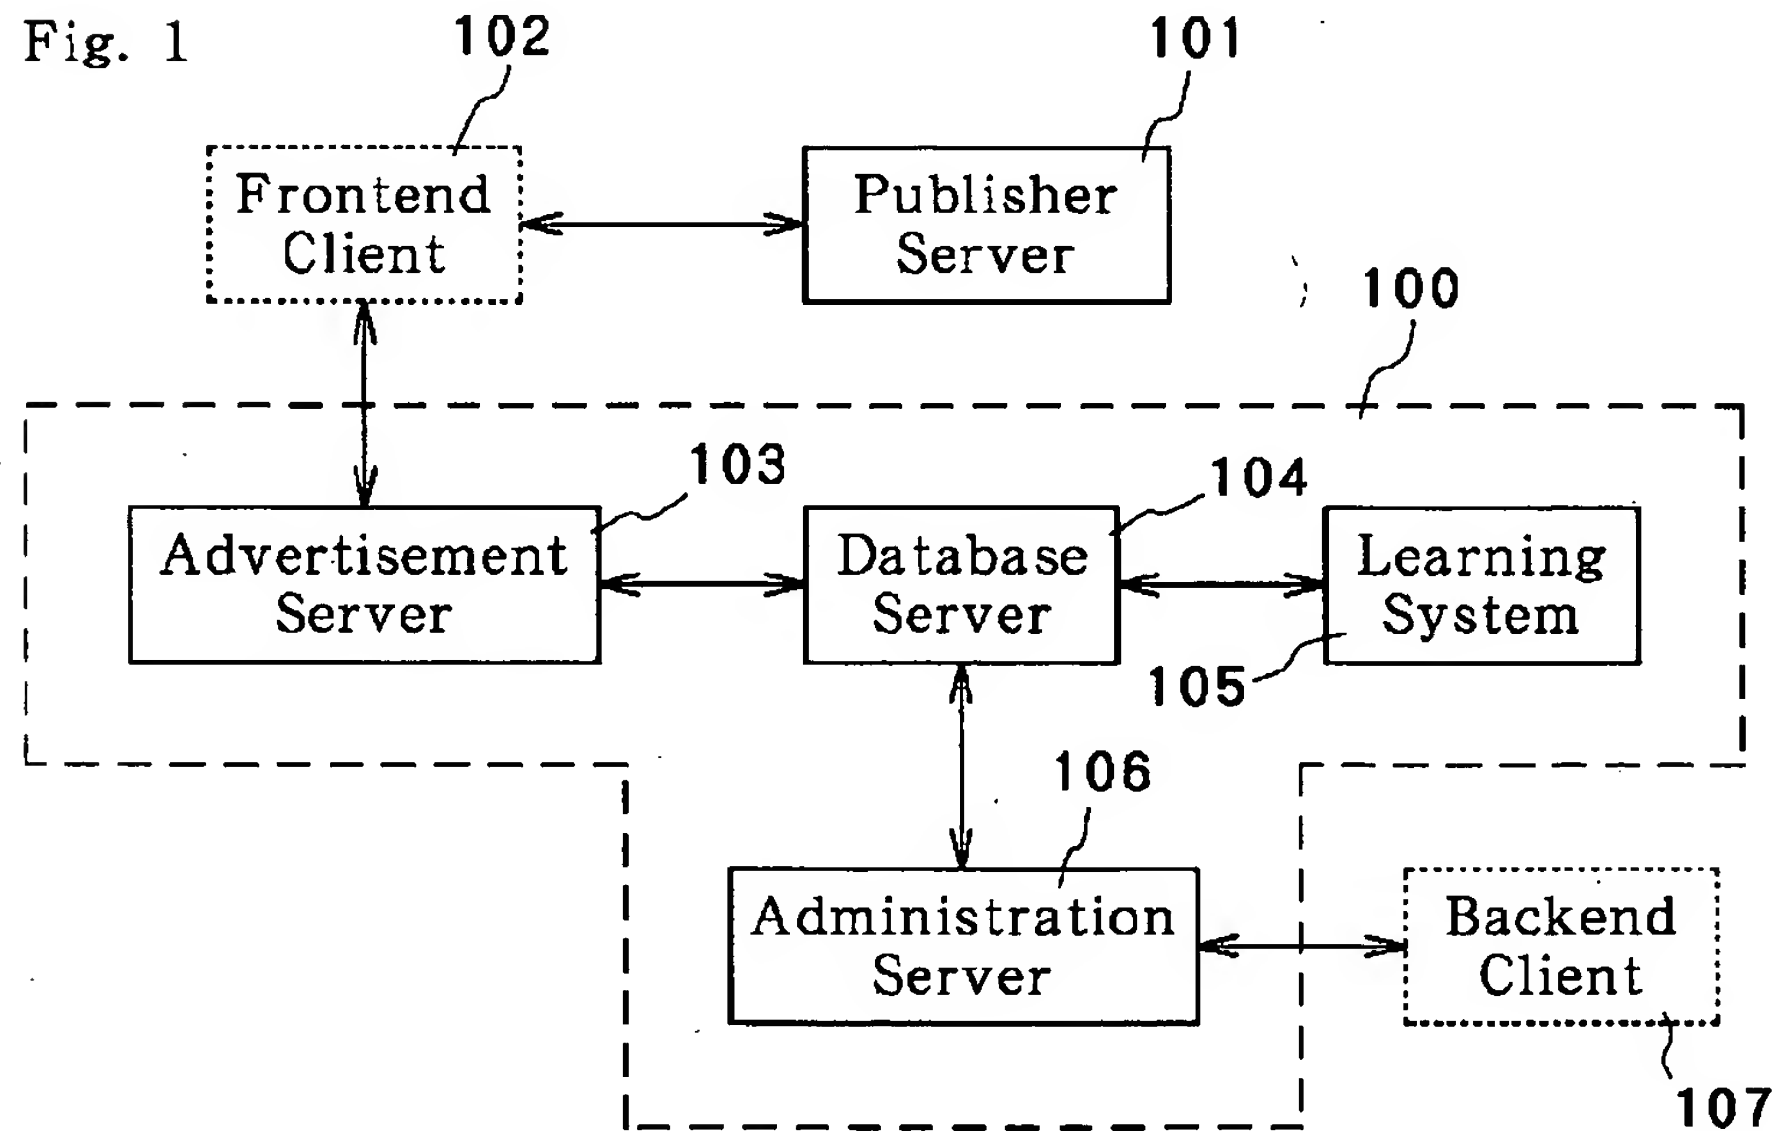 Fig. 1
102
101
Frontend
Client
Publisher
Server
100
103
104
Advertisement
Server
Database
Server
Learning
System
105
106
Administration
Server
Backend
Client
107